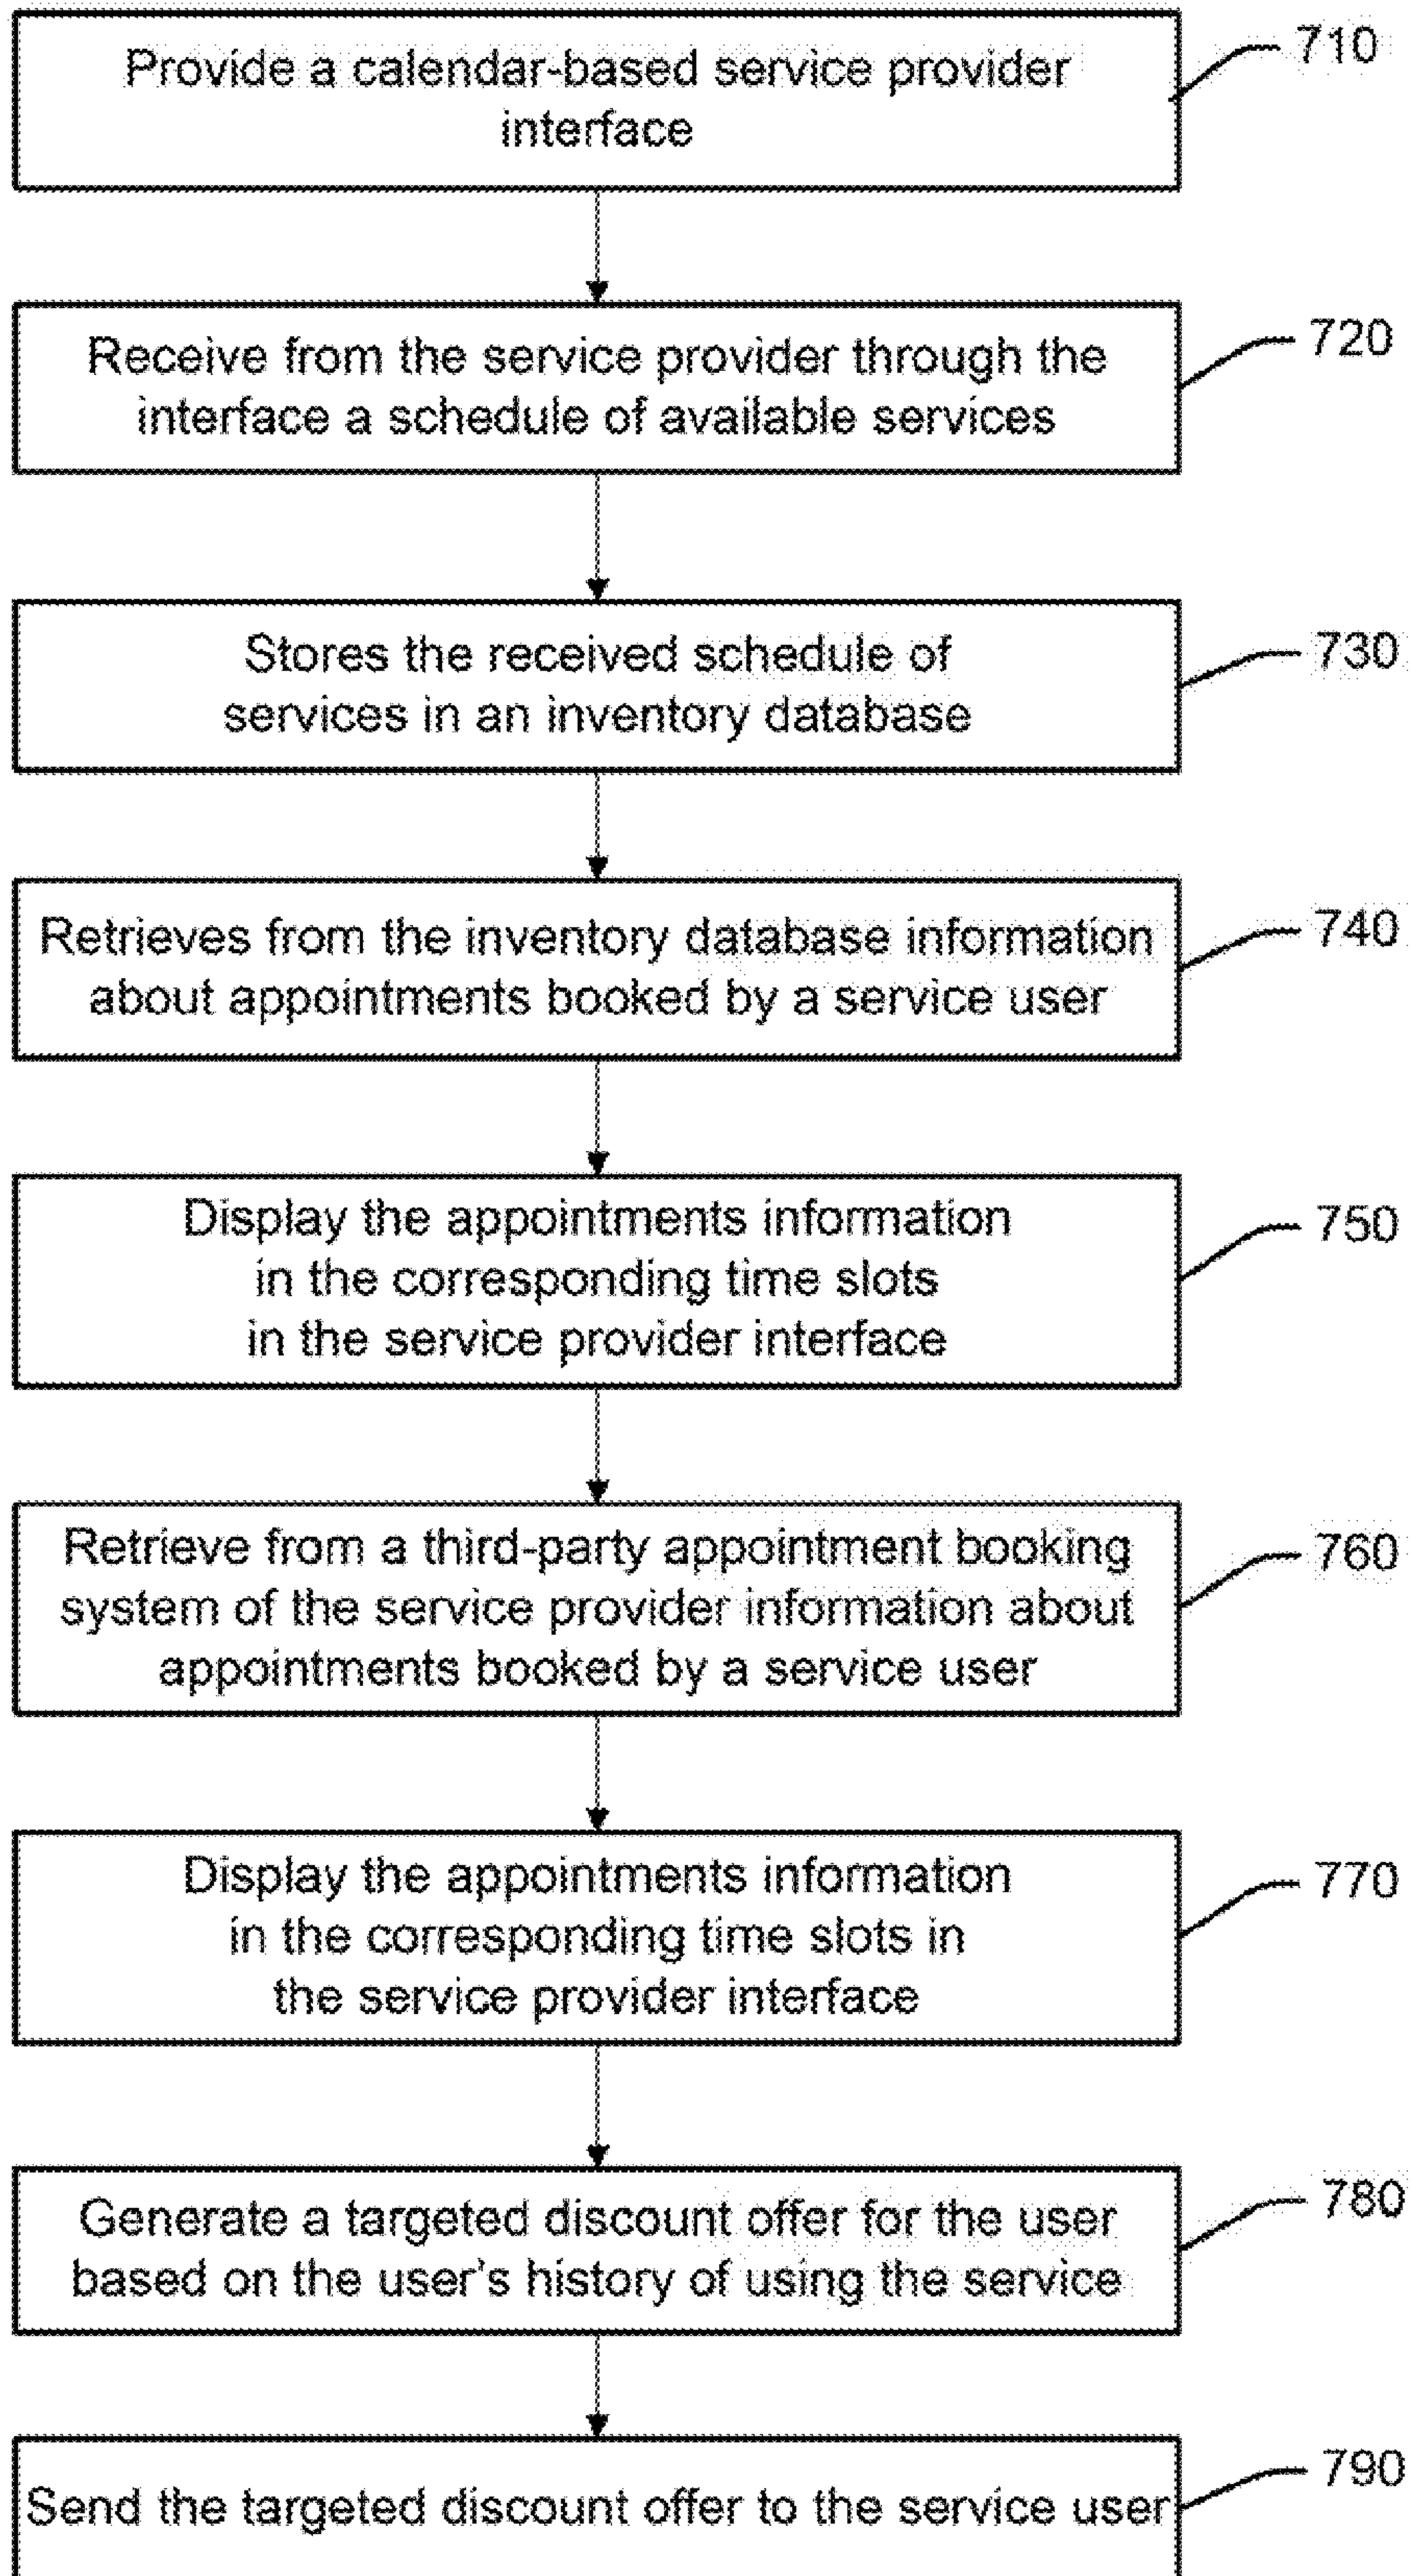 Provide a calendar-based service provider
interface
710
Receive from the service provider through the
interface a schedule of available services
720
Stores the received schedule of
services in an inventory database
730
Retrieves from the inventory database information
about appointments booked by a service user
740
Display the appointments information
in the corresponding time slots
in the service provider interface
750
Retrieve from a third-party appointment booking
system of the service provider information about
appointments booked by a service user
760
Display the appointments information
in the corresponding time slots in
the service provider interface
770
Generate a targeted discount offer for the user
based on the user's history of using the service
780
Send the targeted discount offer to the service user
790